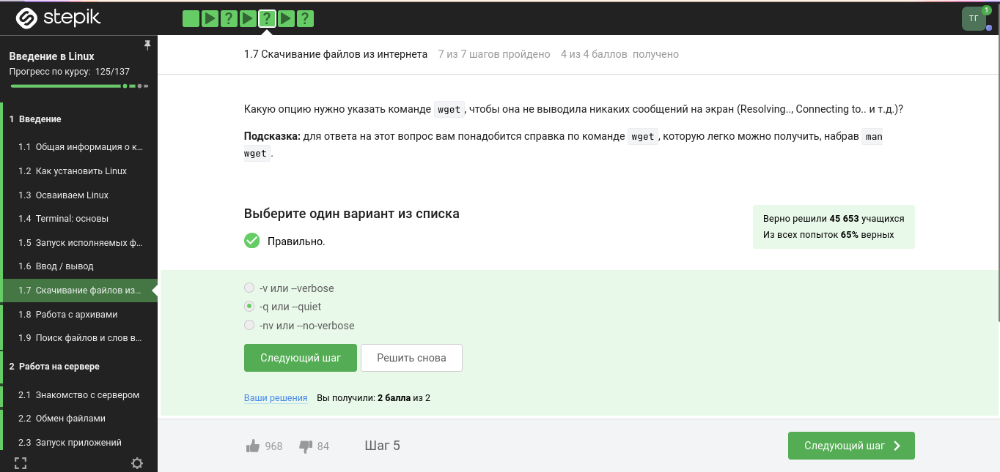 stepik
?
?
?
ТГ
1
Введение в Linux
Прогресс по курсу: 125/137
1 Введение
1.1 Общая информация о к...
1.2 Как установить Linux
1.3 Осваиваем Linux
1.4 Terminal: основы
1.5 Запуск исполняемых ф...
1.6 Ввод / вывод
1.7 Скачивание файлов из...
1.8 Работа с архивами
1.9 Поиск файлов и слов в...
2 Работа на сервере
2.1 Знакомство с сервером
2.2 Обмен файлами
2.3 Запуск приложений
1.7 Скачивание файлов из интернета 7 из 7 шагов пройдено 4 из 4 баллов получено
Какую опцию нужно указать команде wget, чтобы она не выводила никаких сообщений на экран (Resolving.., Connecting to.. и т.д.)?
Подсказка: для ответа на этот вопрос вам понадобится справка по команде wget, которую легко можно получить, набрав man
wget.
Выберите один вариант из списка
Правильно.
Верно решили 45 653 учащихся
Из всех попыток 65% верных
-v или --verbose
-q или --quiet
-nv или --no-verbose
Следующий шаг
Решить снова
Ваши решения Вы получили: 2 балла из 2
968 84 Шаг 5
Следующий шаг